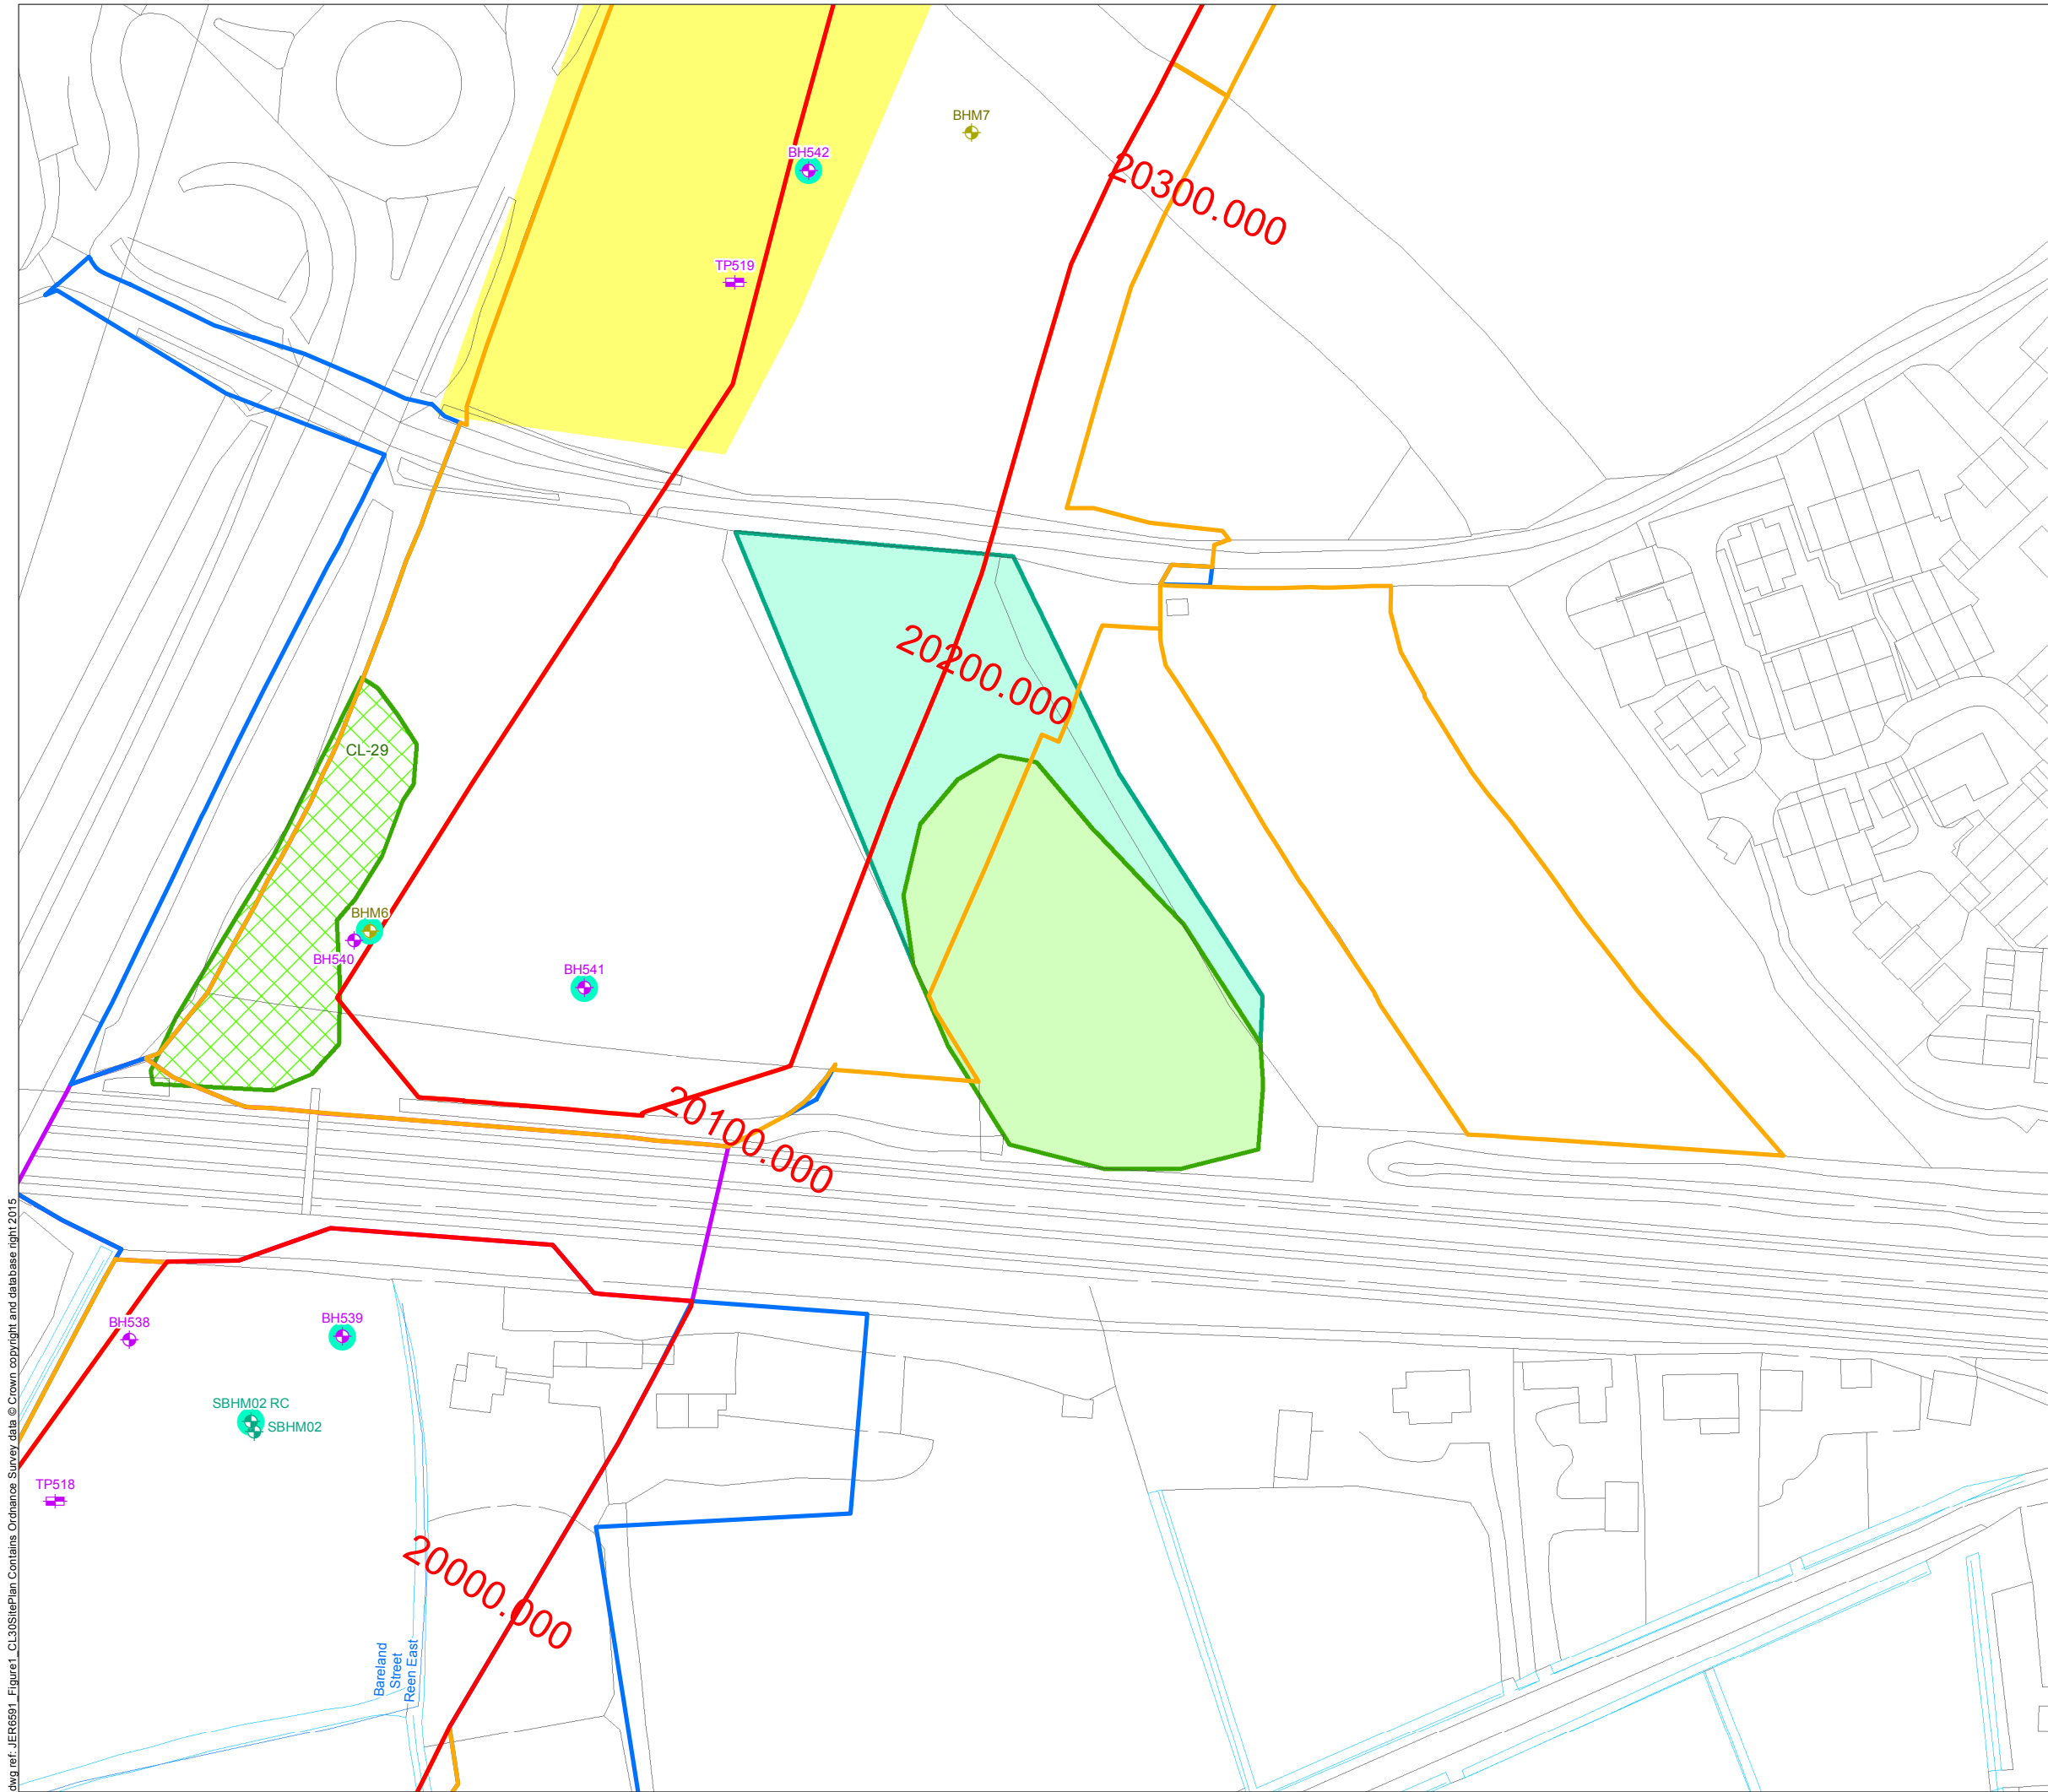 BHM7
BH542
20300.000
TP519
20200.000
CL-29
BHM6
BH540
BH541
20100.000
BH538
BH539
SBHM02 RC
SBHM02
TP518
20000.000
Bareland
Street
Reen East
dwg ref: JER6591_Figure1_CL30SitePlan Contains Ordnance Survey data © Crown copyright and database right 2015